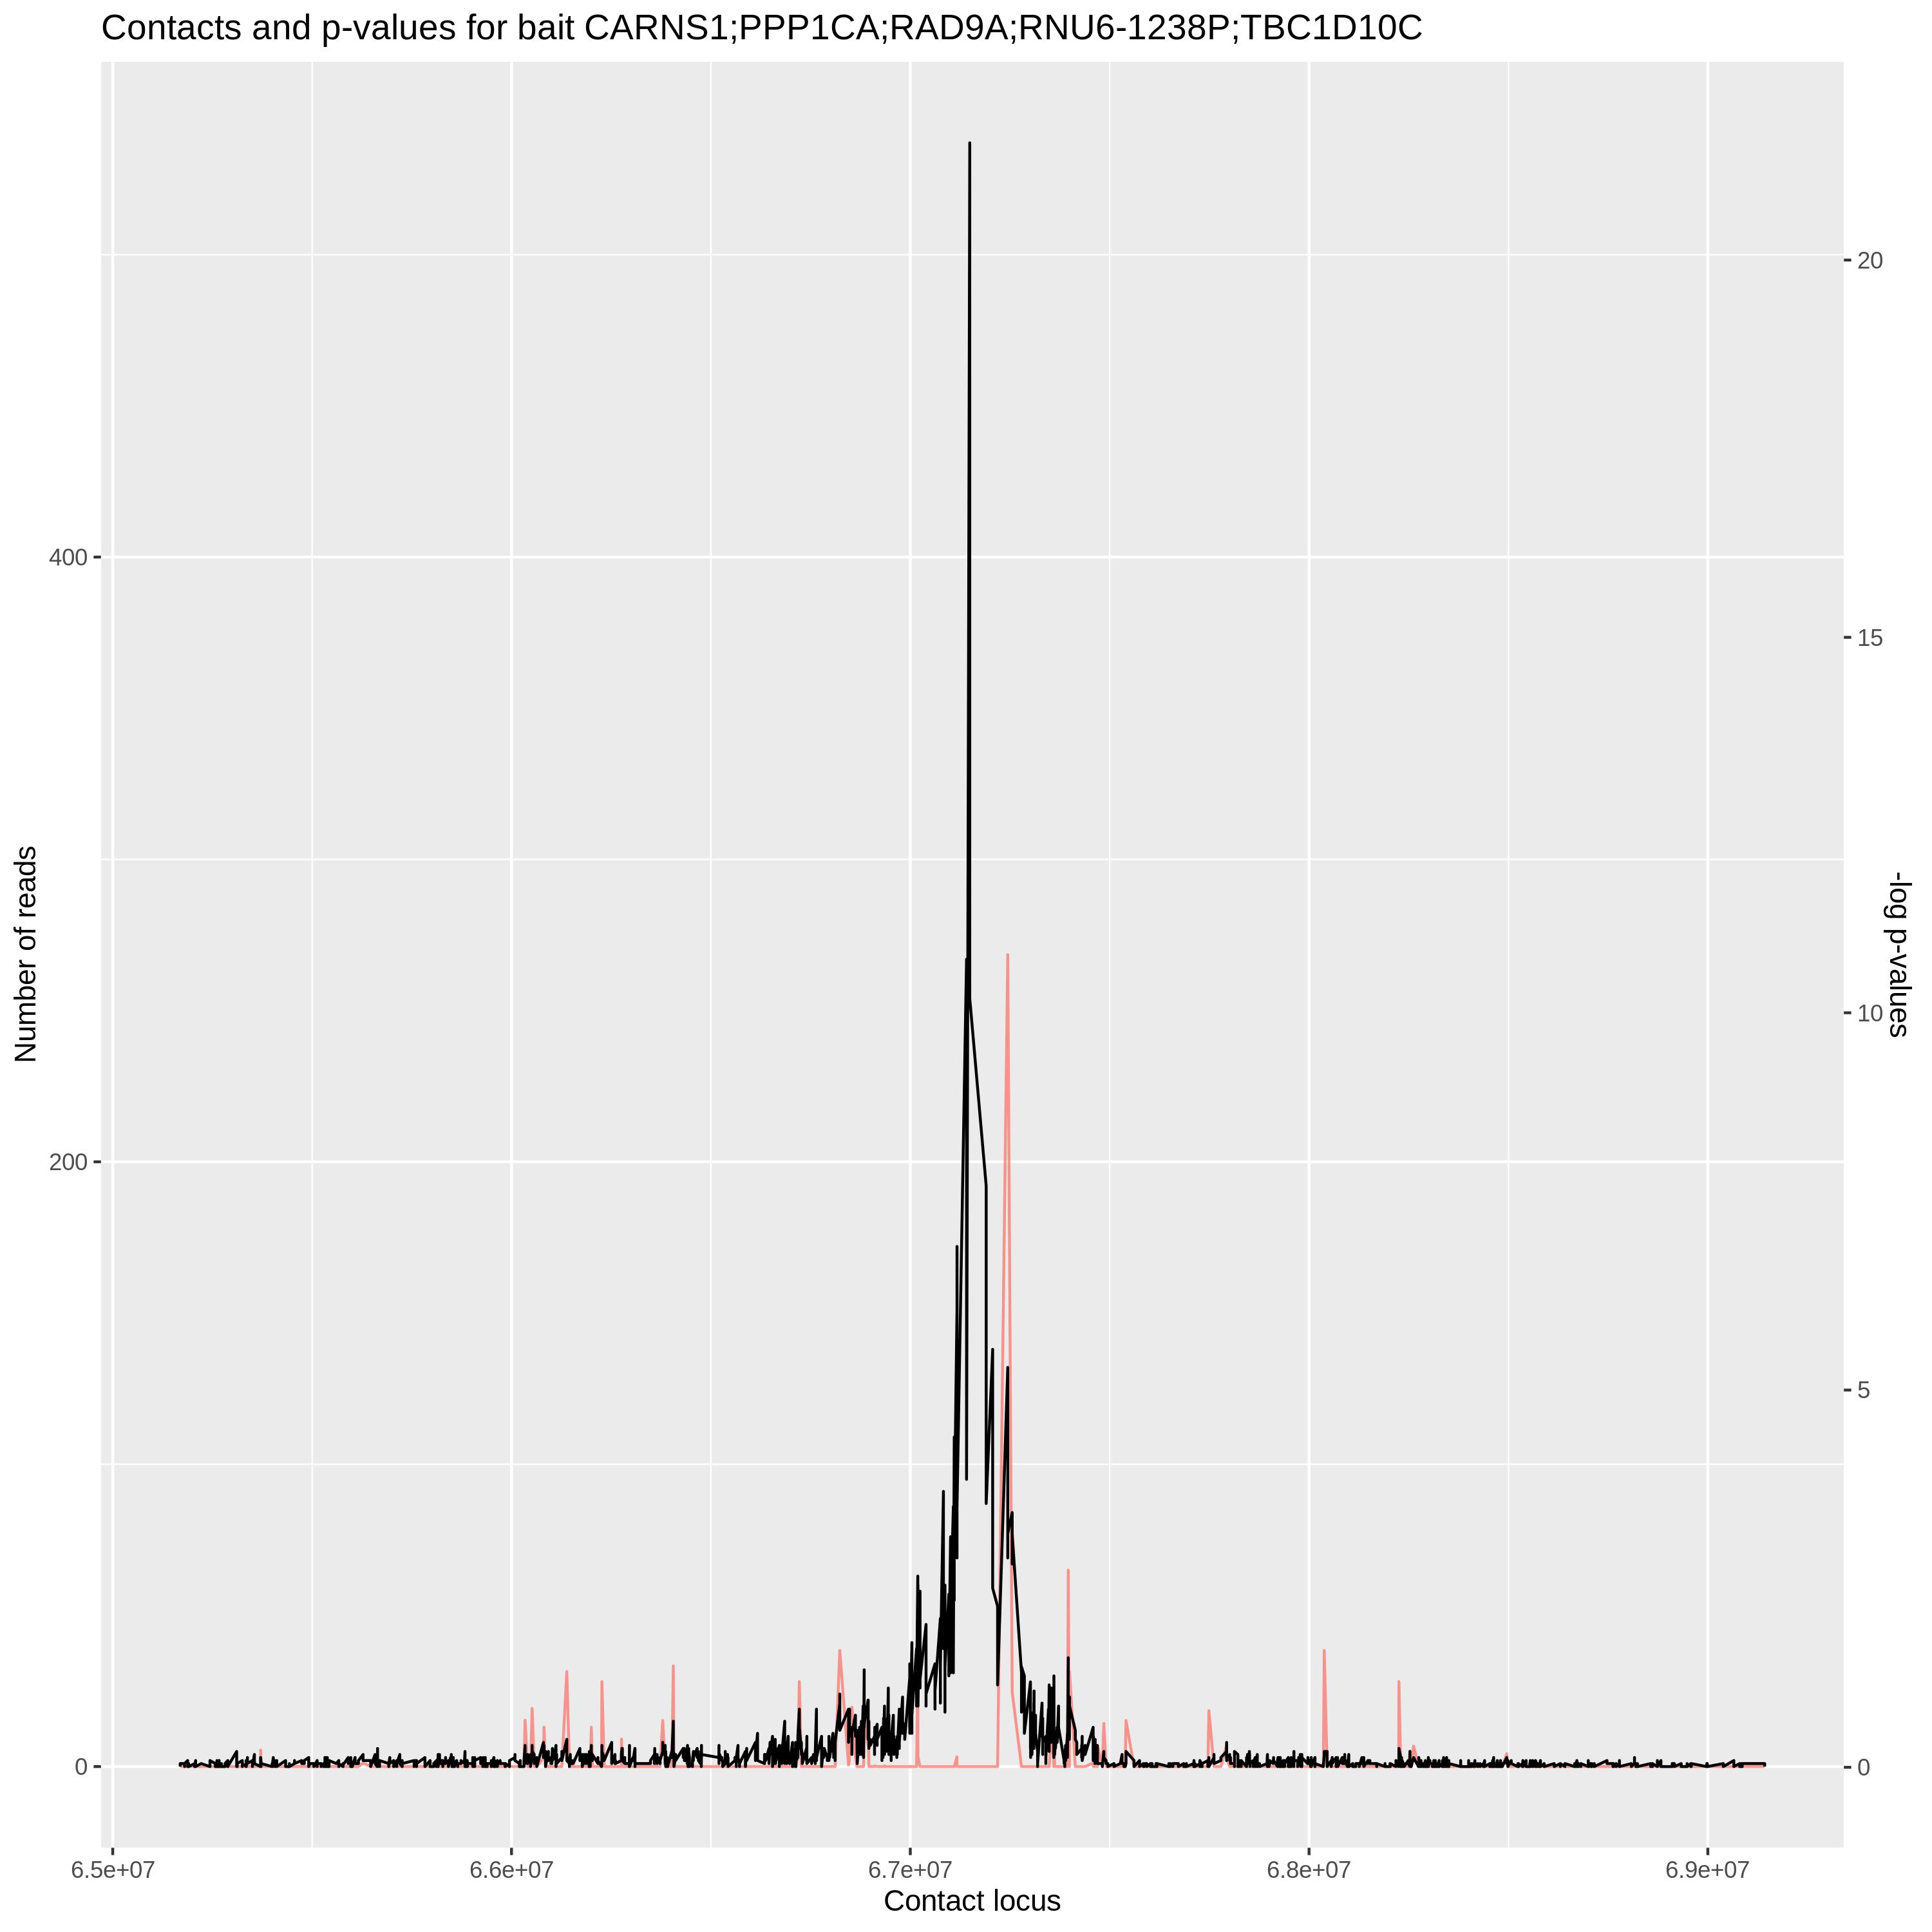 Contacts and p-values for bait CARNS1;PPP1CA;RAD9A;RNU6-1238P;TBC1D10C
Number of reads
400
200
0
20
15
10
5
0
-log p-values
6.5e+07
6.6e+07
6.7e+07
6.8e+07
6.9e+07
Contact locus